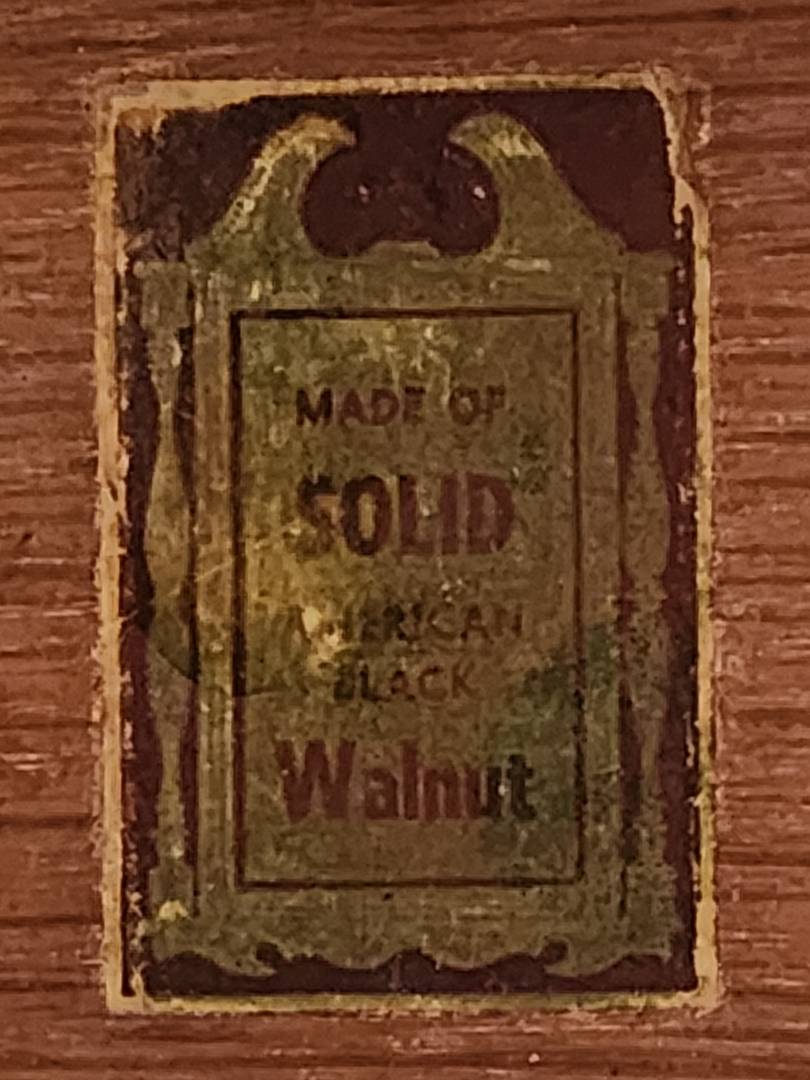 MADE OF
SOLID
AMERICAN
BLACK
Walnut